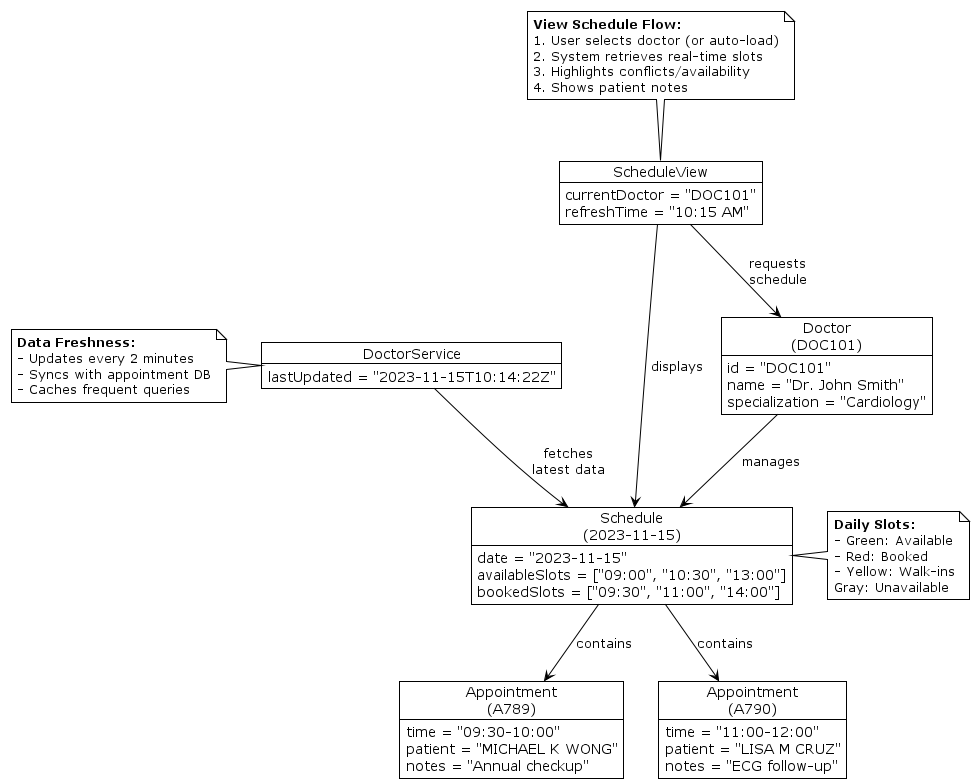 View Schedule Flow:
1. User selects doctor (or auto-load)
2. System retrieves real-time slots
3. Highlights conflicts/availability
4. Shows patient notes
ScheduleView
currentDoctor = "DOC101"
refreshTime = "10:15 AM"
requests
schedule
Data Freshness:
- Updates every 2 minutes
- Syncs with appointment DB
- Caches frequent queries
DoctorService
lastUpdated = "2023-11-15T10:14:22Z"
displays
Doctor
(DOC101)
id = "DOC101"
name = "Dr. John Smith"
specialization = "Cardiology"
fetches
latest data
manages
Schedule
(2023-11-15)
date = "2023-11-15"
availableSlots = ["09:00", "10:30", "13:00"]
bookedSlots = ["09:30", "11:00", "14:00"]
Daily Slots:
- Green: Available
- Red: Booked
- Yellow: Walk-ins
Gray: Unavailable
contains
contains
Appointment
(A789)
time = "09:30-10:00"
patient = "MICHAEL K WONG"
notes = "Annual checkup"
Appointment
(A790)
time = "11:00-12:00"
patient = "LISA M CRUZ"
notes = "ECG follow-up"